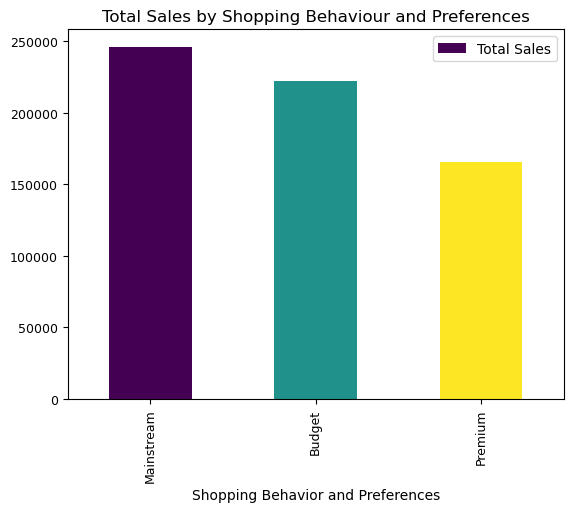 Total Sales by Shopping Behaviour and Preferences
Total Sales
250000
200000
150000
100000
50000
0
Mainstream
Budget
Premium
Shopping Behavior and Preferences